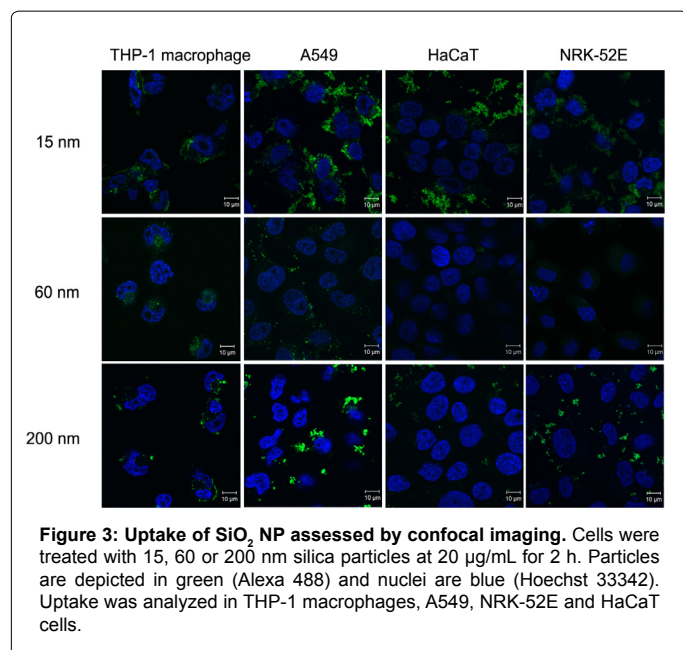 THP-1 macrophage A549 HaCaT NRK-52E
15 nm
10 µm 10 µm 10 µm 10 µm
60 nm
10 µm 10 µm 10 µm 10 µm
200 nm
10 µm 10 µm 10 µm 10 µm
Figure 3: Uptake of SiO₂ NP assessed by confocal imaging. Cells were
treated with 15, 60 or 200 nm silica particles at 20 µg/mL for 2 h. Particles
are depicted in green (Alexa 488) and nuclei are blue (Hoechst 33342).
Uptake was analyzed in THP-1 macrophages, A549, NRK-52E and HaCaT
cells.